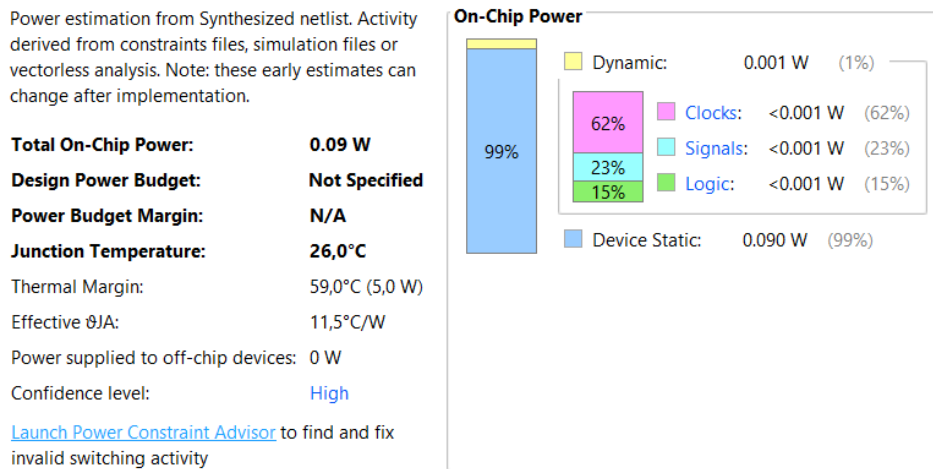 Power estimation from Synthesized netlist. Activity
derived from constraints files, simulation files or
vectorless analysis. Note: these early estimates can
change after implementation.
Total On-Chip Power: 0.09 W
Design Power Budget: Not Specified
Power Budget Margin: N/A
Junction Temperature: 26,0°C
Thermal Margin: 59,0°C (5,0 W)
Effective ϑJA: 11,5°C/W
Power supplied to off-chip devices: 0 W
Confidence level: High
Launch Power Constraint Advisor to find and fix
invalid switching activity
On-Chip Power
99%
Dynamic: 0.001 W (1%)
62%
23%
15%
Clocks: <0.001 W (62%)
Signals: <0.001 W (23%)
Logic: <0.001 W (15%)
Device Static: 0.090 W (99%)